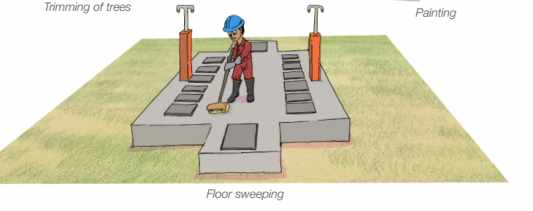 Trimming of trees
Painting
Floor sweeping